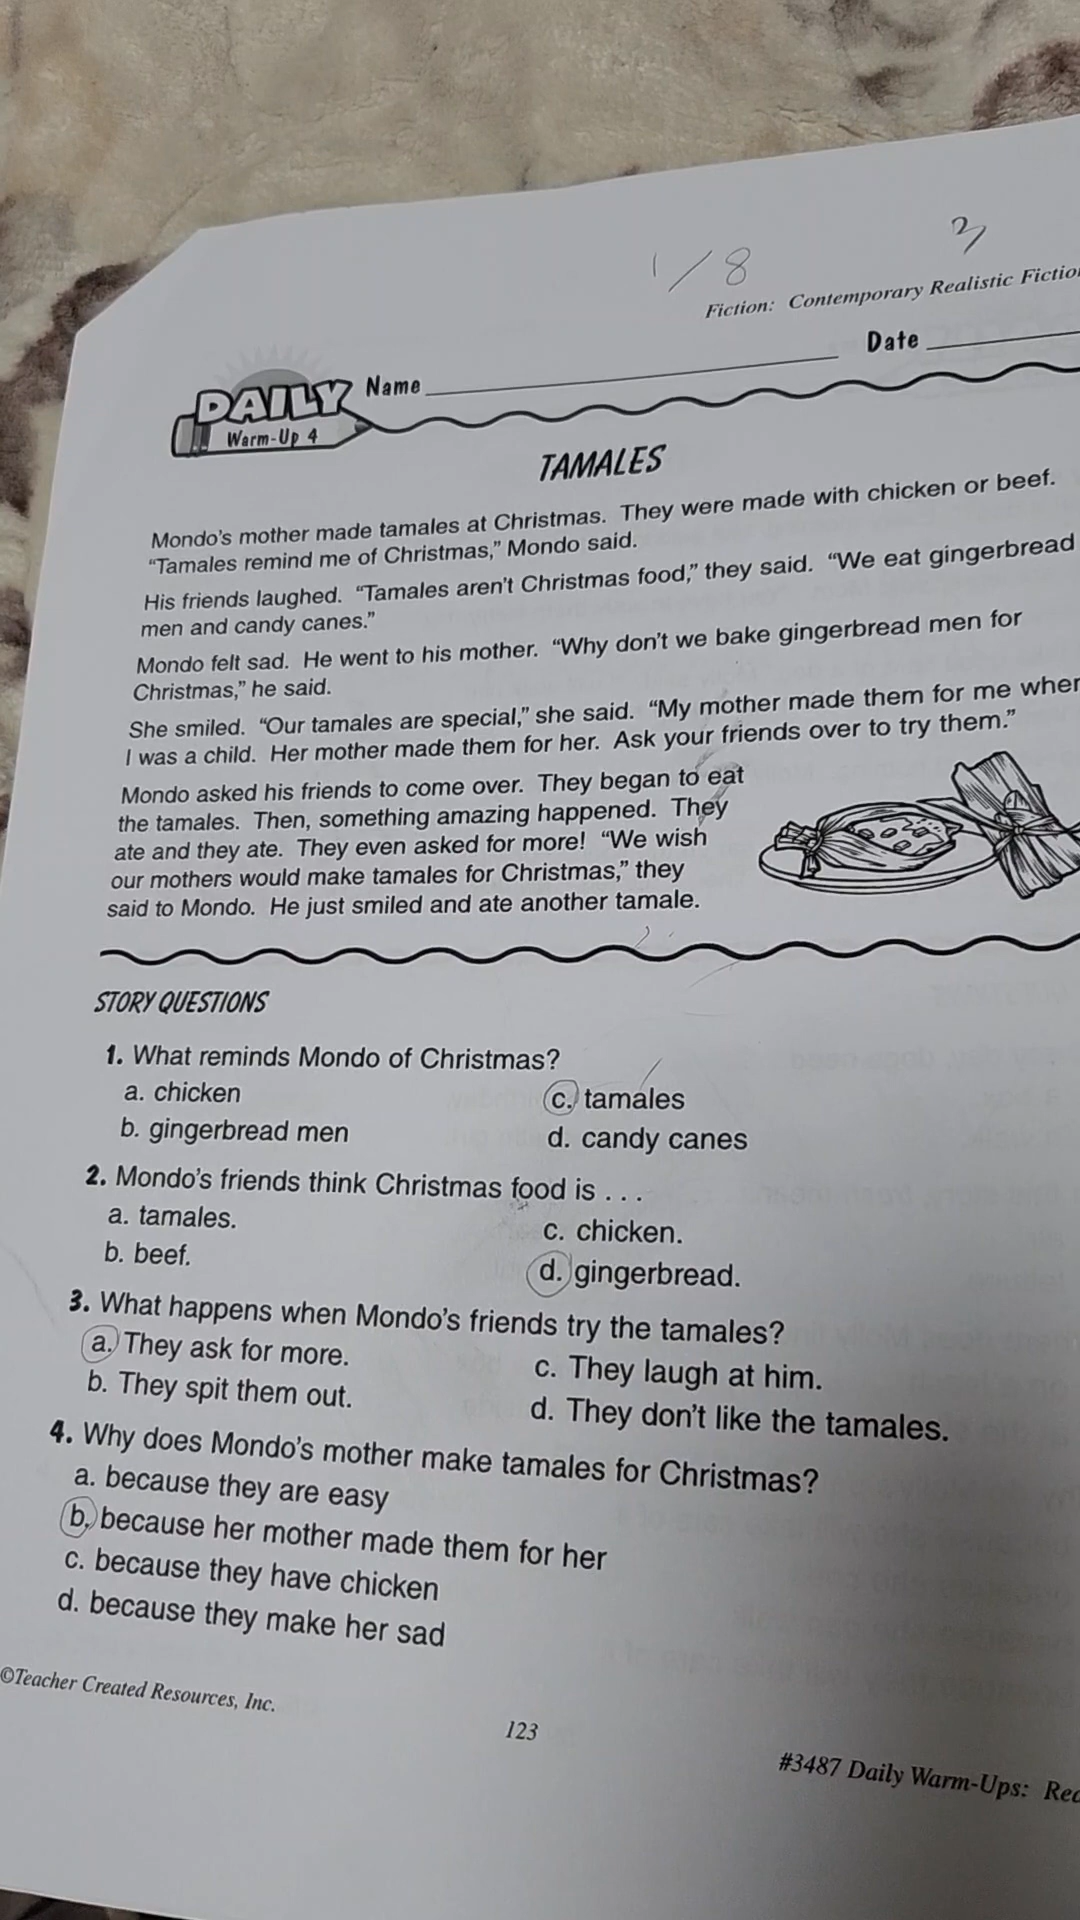 1/8
3
Fiction: Contemporary Realistic
Name
Date
DAILY
Warm-Up 4
TAMALES
Mondo's mother made tamales at Christmas. They were made with chicken or beef.
"Tamales remind me of Christmas," Mondo said.
His friends laughed. "Tamales aren't Christmas food," they said. "We eat gingerbread
men and candy canes."
Mondo felt sad. He went to his mother. "Why don't we bake gingerbread men for
Christmas," he said.
She smiled. "Our tamales are special," she said. "My mother made them for me when
I was a child. Her mother made them for her. Ask your friends over to try them."
Mondo asked his friends to come over. They began to eat
the tamales. Then, something amazing happened. They
ate and they ate. They even asked for more! "We wish
our mothers would make tamales for Christmas," they
said to Mondo. He just smiled and ate another tamale.
STORY QUESTIONS
1. What reminds Mondo of Christmas?
a. chicken
b. gingerbread men
c. tamales
d. candy canes
2. Mondo's friends think Christmas food is . . .
a. tamales.
b. beef.
c. chicken.
d. gingerbread.
3. What happens when Mondo's friends try the tamales?
a. They ask for more.
b. They spit them out.
c. They laugh at him.
d. They don't like the tamales.
4. Why does Mondo's mother make tamales for Christmas?
a. because they are easy
b. because her mother made them for her
c. because they have chicken
d. because they make her sad
©Teacher Created Resources, Inc.
123
#3487 Daily Warm-Ups: